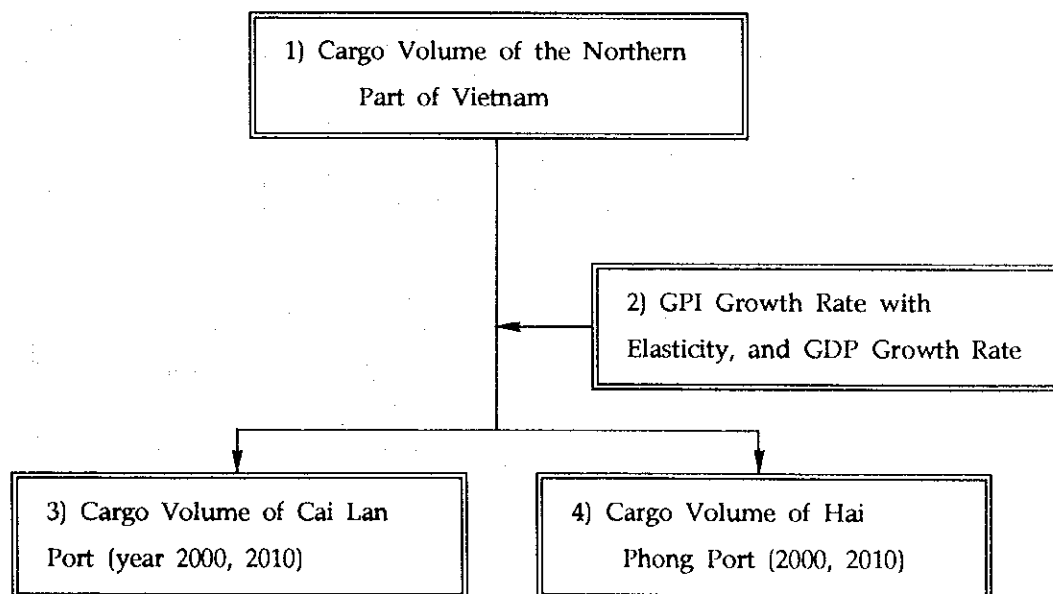 1) Cargo Volume of the Northern
Part of Vietnam
2) GPI Growth Rate with
Elasticity, and GDP Growth Rate
3) Cargo Volume of Cai Lan
Port (year 2000, 2010)
4) Cargo Volume of Hai
Phong Port (2000, 2010)